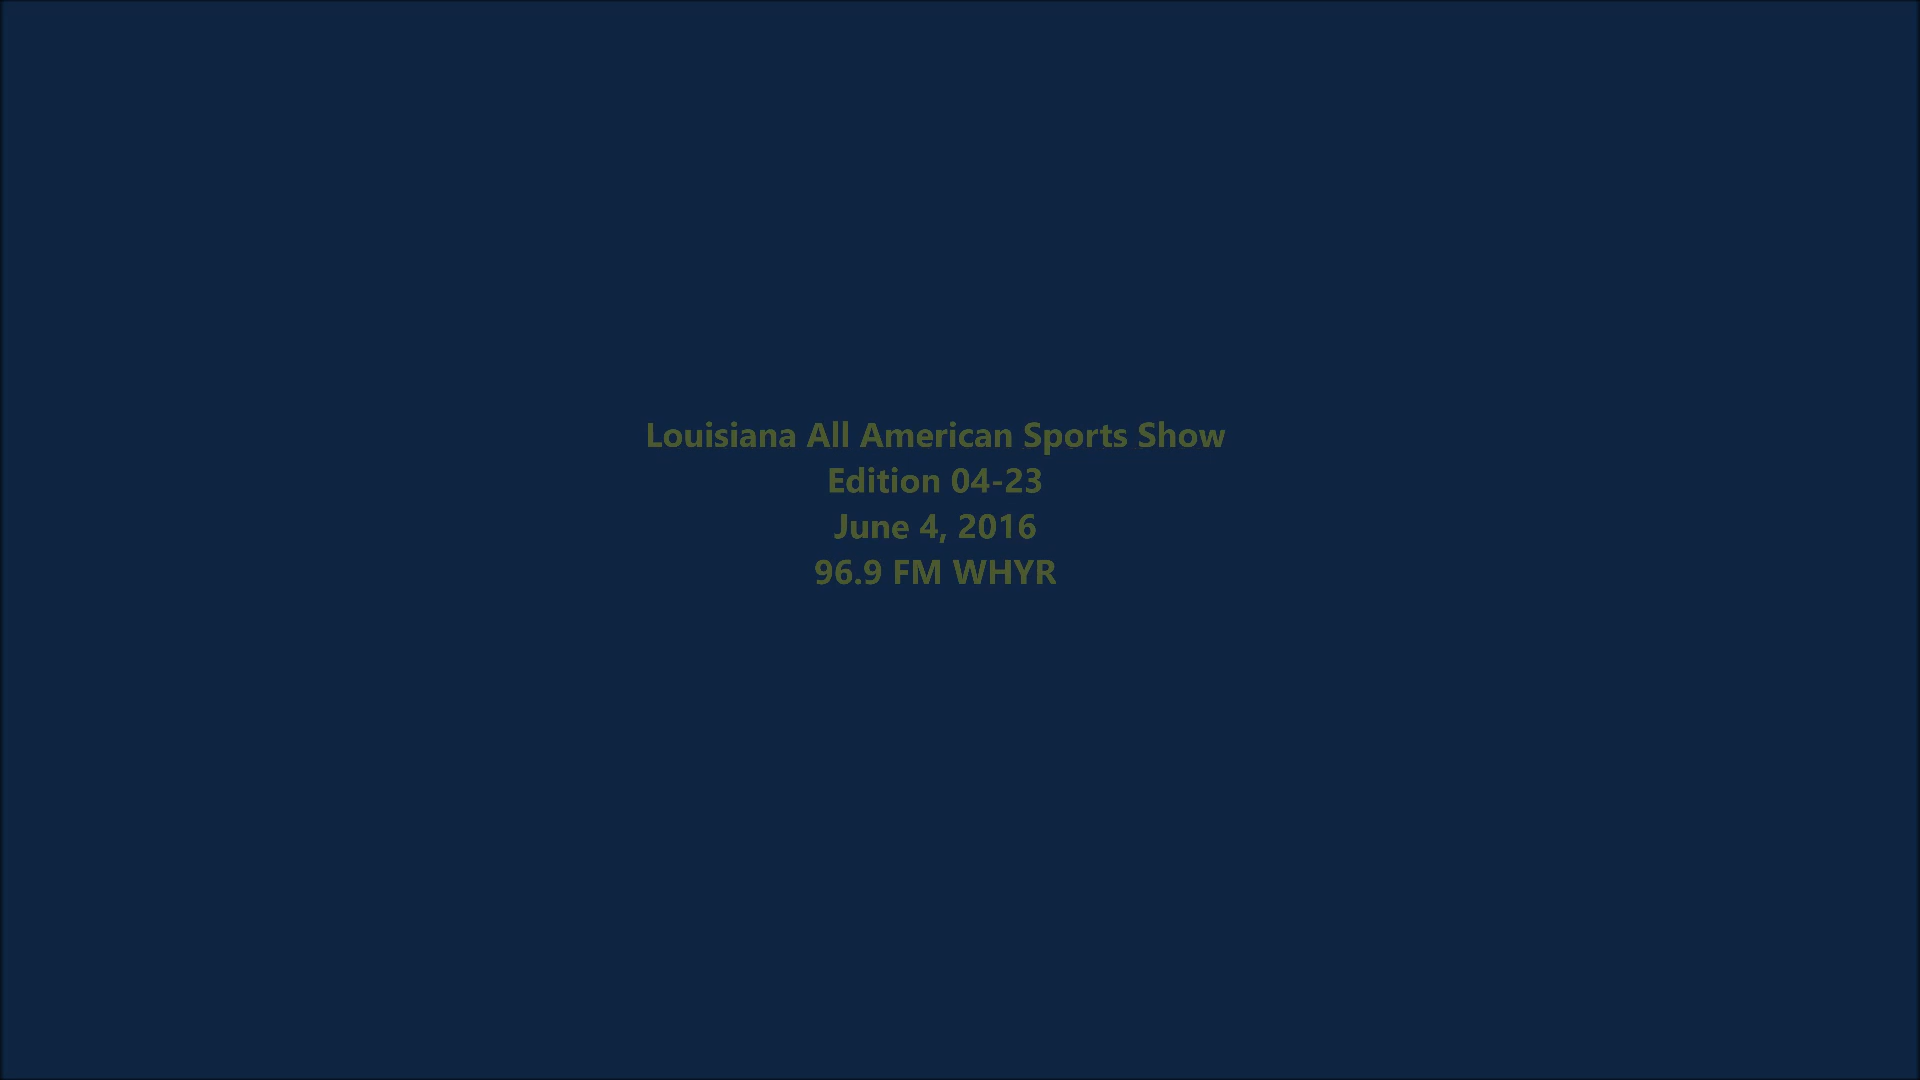 Louisiana All American Sports Show
Edition 04-23
June 4, 2016
96.9 FM WHYR